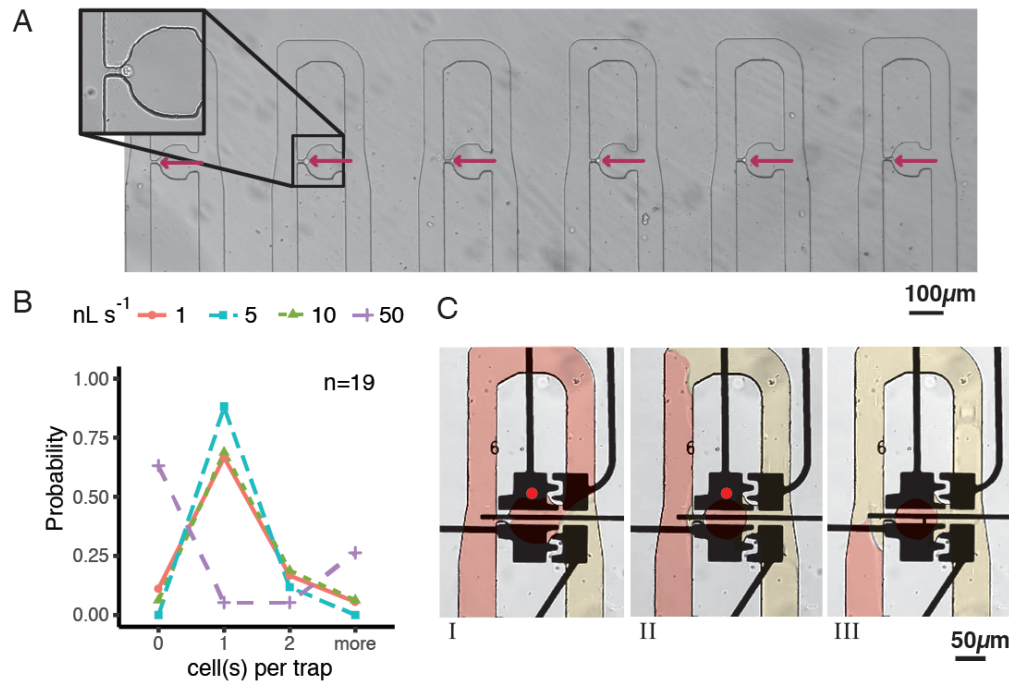 A
100µm
B
nL s⁻¹ 1 5 10 50
n=19
1.00
0.75
0.50
0.25
0.00
Probability
0 1 2 more
cell(s) per trap
C
6 6 6
I II III
50µm